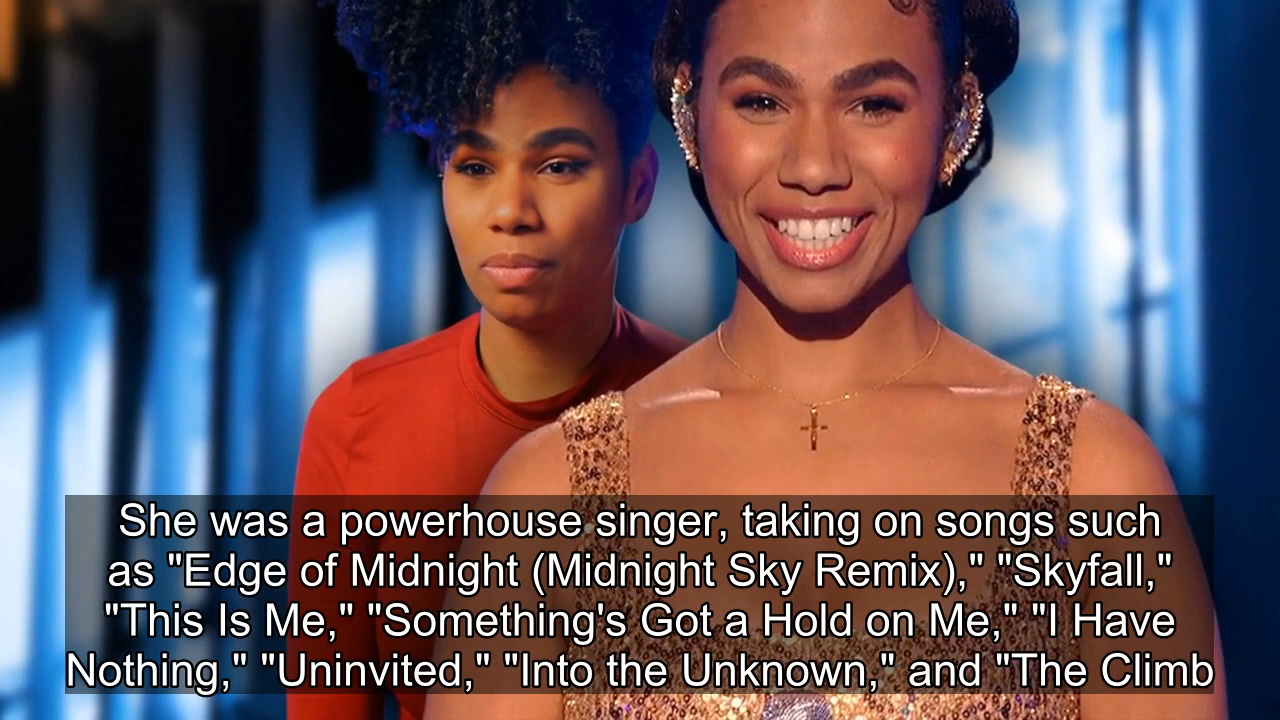 She was a powerhouse singer, taking on songs such
as "Edge of Midnight (Midnight Sky Remix)," "Skyfall,"
"This Is Me," "Something's Got a Hold on Me," "I Have
Nothing," "Uninvited," "Into the Unknown," and "The Climb